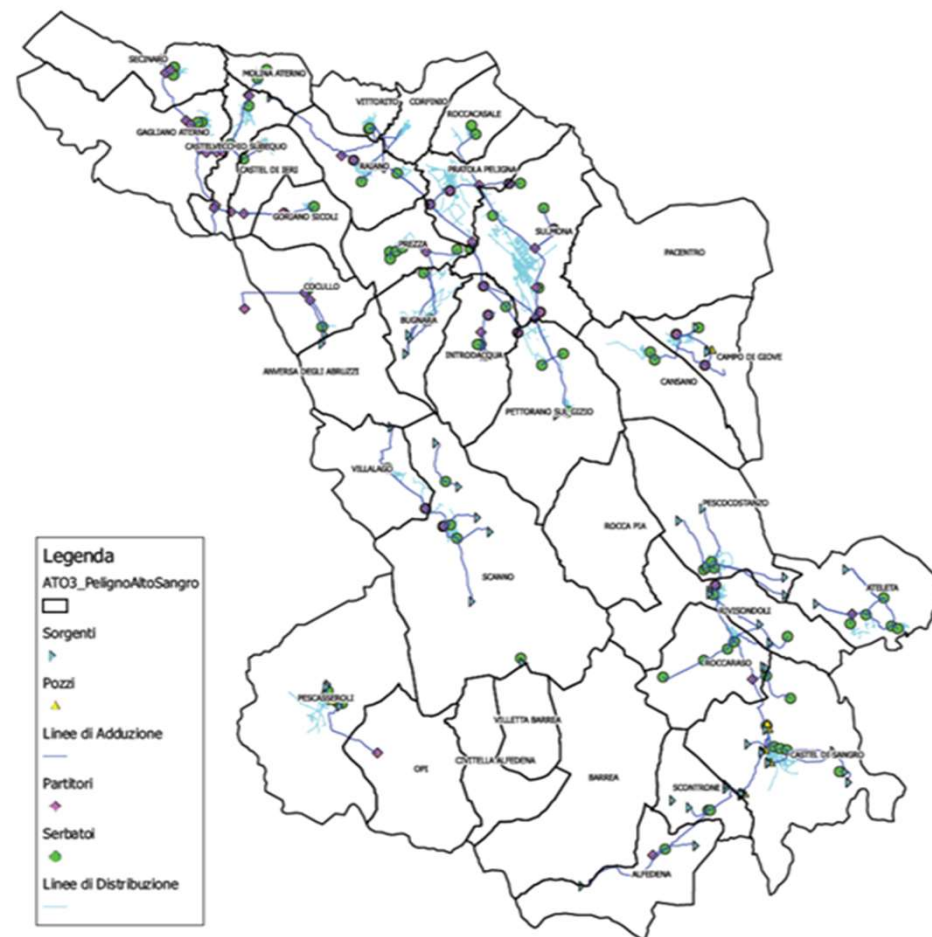 SECINARO
MOLINA ATERNO
VITTORITO
CORFINIO
ROCCACASALE
GAGLIANO ATERNO
CASTELVECCHIO SUBEQUO
RAIANO
PRATOLA PELIGNA
CASTEL DI IERI
GORIANO SICOLI
SULMONA
PREZZA
PACENTRO
COCULLO
BUGNARA
INTRODACQUA
CAMPO DI GIOVE
ANVERSA DEGLI ABRUZZI
CANSANO
PETTORANO SUL GIZIO
VILLALAGO
PESCOCOSTANZO
ROCCA PIA
SCANNO
ATELETA
RIVISONDOLI
ROCCARASO
PESCASSEROLI
VILLETTA BARREA
OPI
CIVITELLA ALFEDENA
BARREA
CASTEL DI SANGRO
SCONTRONE
ALFEDENA
Legenda
ATO3_PelignoAltoSangro
Sorgenti
Pozzi
Linee di Adduzione
Partitori
Serbatoi
Linee di Distribuzione